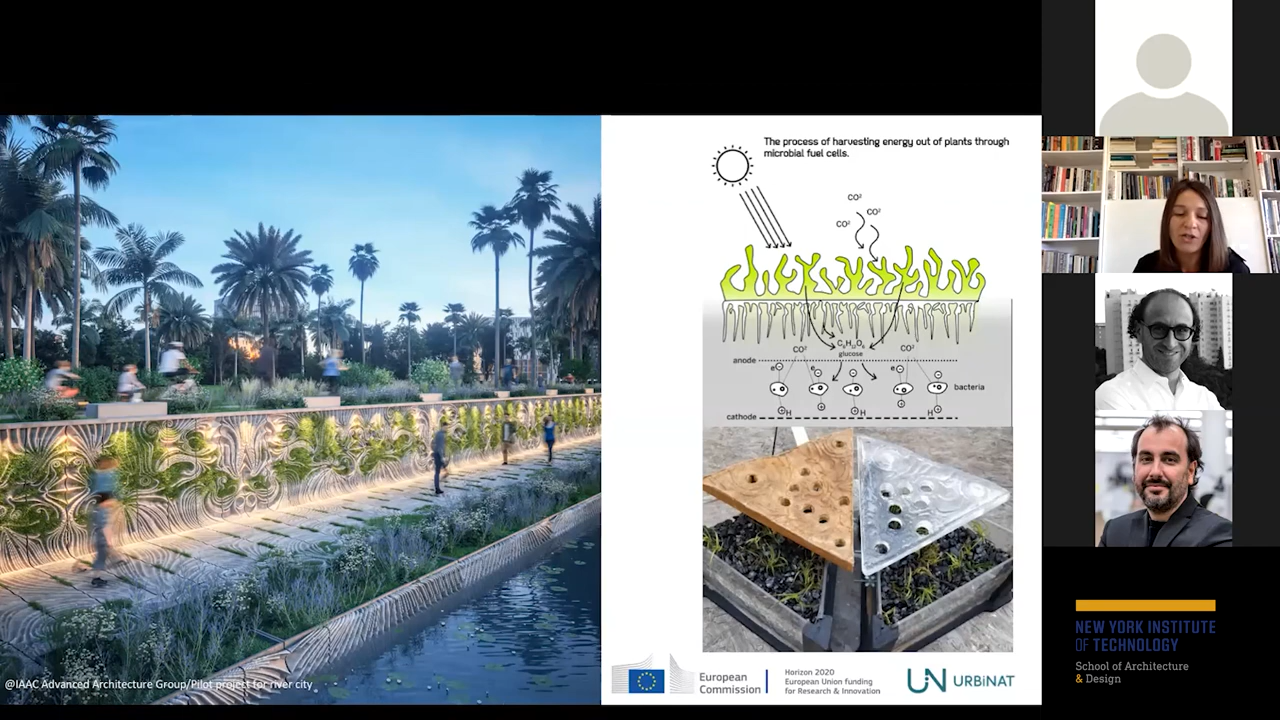 The process of harvesting energy out of plants through
microbial fuel cells.
CO²
CO²
CO²
C₆H₁₂O₆
glucose
CO²
CO²
anode
e⊖
⊖
e⊖
⊖
e⊖
⊖
bacteria
⊕H
⊕
⊕H
⊕
H⊕
cathode
@IAAC Advanced Architecture Group/Pilot project for river city
European
Commission
Horizon 2020
European Union funding
for Research & Innovation
UN URBiNAT
NEW YORK INSTITUTE
OF TECHNOLOGY
School of Architecture
& Design